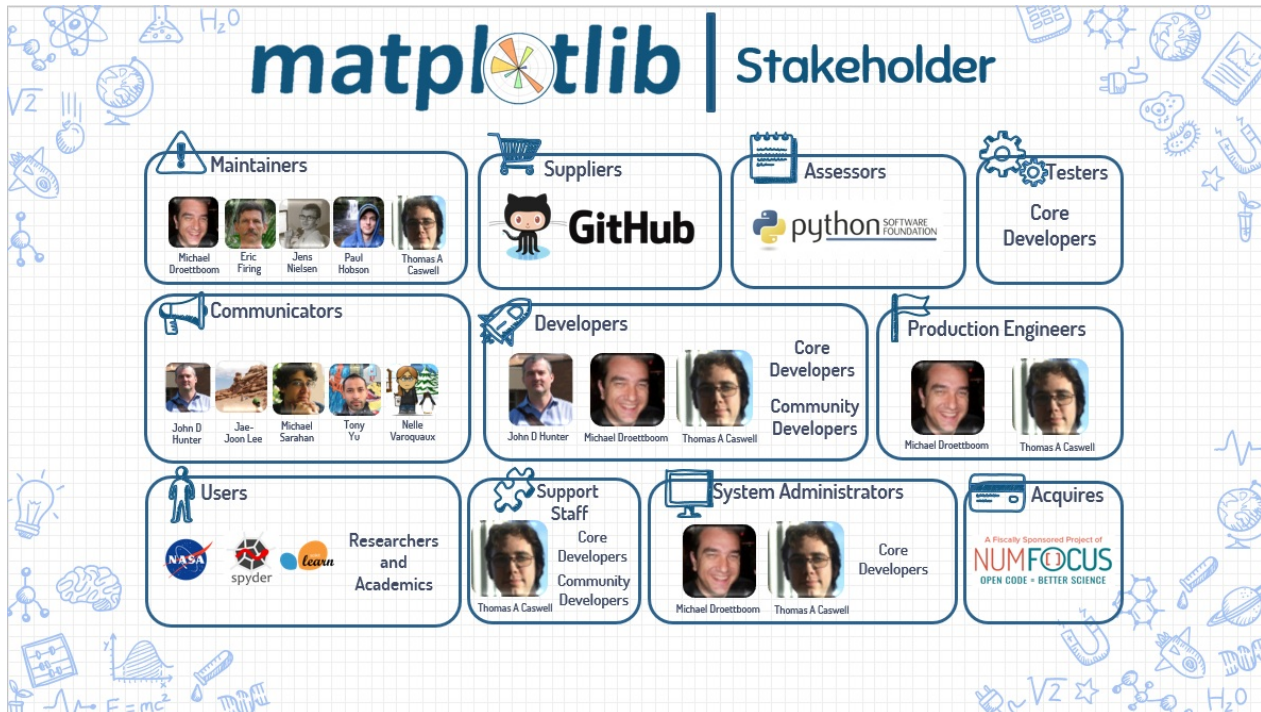 H₂O
matplotlib | Stakeholder
√2
Maintainers
Michael
Droettboom
Eric
Firing
Jens
Nielsen
Paul
Hobson
Thomas A
Caswell
Suppliers
GitHub
Assessors
python SOFTWARE
FOUNDATION
Testers
Core
Developers
Communicators
John D
Hunter
Jae-
Joon Lee
Michael
Sarahan
Tony
Yu
Nelle
Varoquaux
Developers
John D Hunter
Michael Droettboom
Thomas A Caswell
Core
Developers
Community
Developers
Production Engineers
Michael Droettboom
Thomas A Caswell
Users
NASA
spyder
learn
Researchers
and
Academics
Support
Staff
Thomas A Caswell
Core
Developers
Community
Developers
System Administrators
Michael Droettboom
Thomas A Caswell
Core
Developers
Acquires
A Fiscally Sponsored Project of
NUMFOCUS
OPEN CODE = BETTER SCIENCE
E=mc²
√2
H₂O